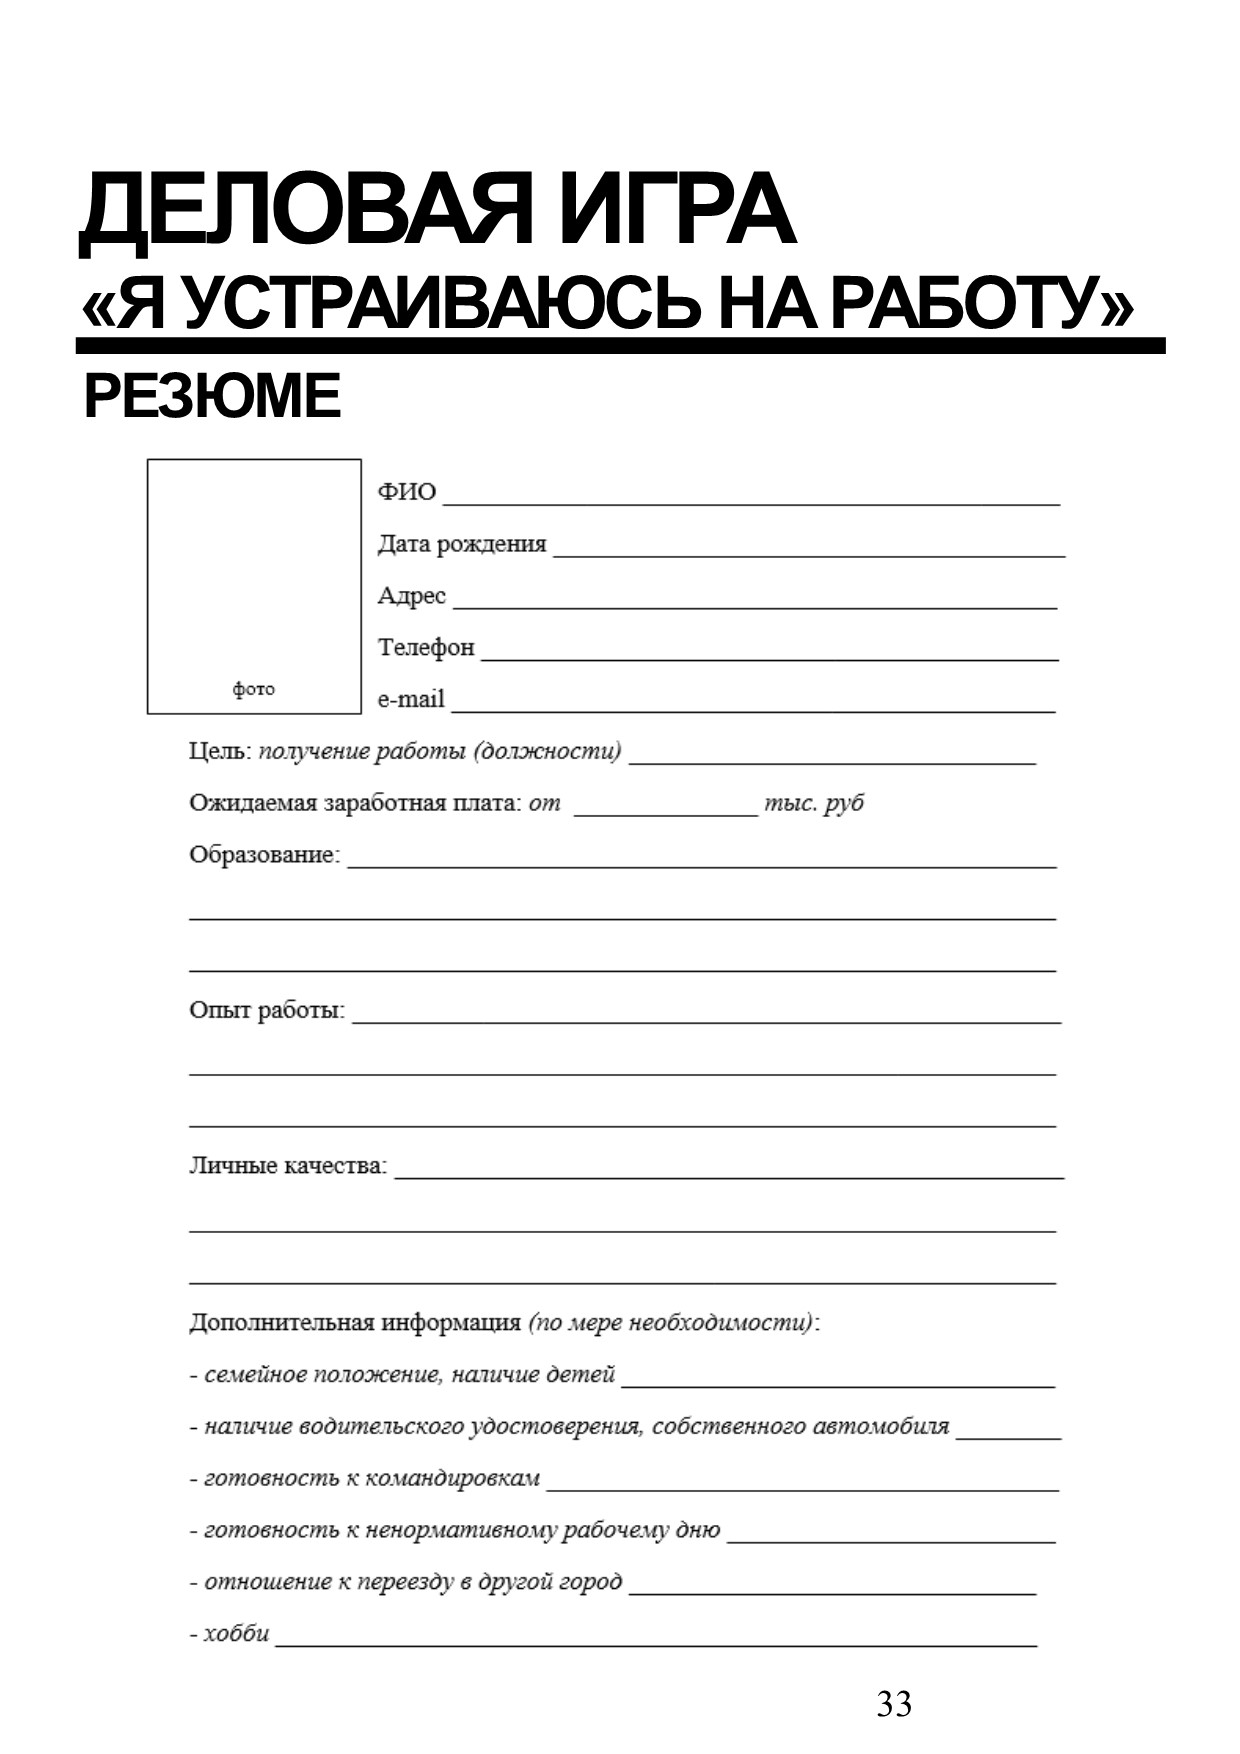 ДЕЛОВАЯ ИГРА
«Я УСТРАИВАЮСЬ НА РАБОТУ»
РЕЗЮМЕ
фото
ФИО
Дата рождения
Адрес
Телефон
e-mail
Цель: получение работы (должности)
Ожидаемая заработная плата: от тыс. руб
Образование:
Опыт работы:
Личные качества:
Дополнительная информация (по мере необходимости):
- семейное положение, наличие детей
- наличие водительского удостоверения, собственного автомобиля
- готовность к командировкам
- готовность к ненормативному рабочему дню
- отношение к переезду в другой город
- хобби
33